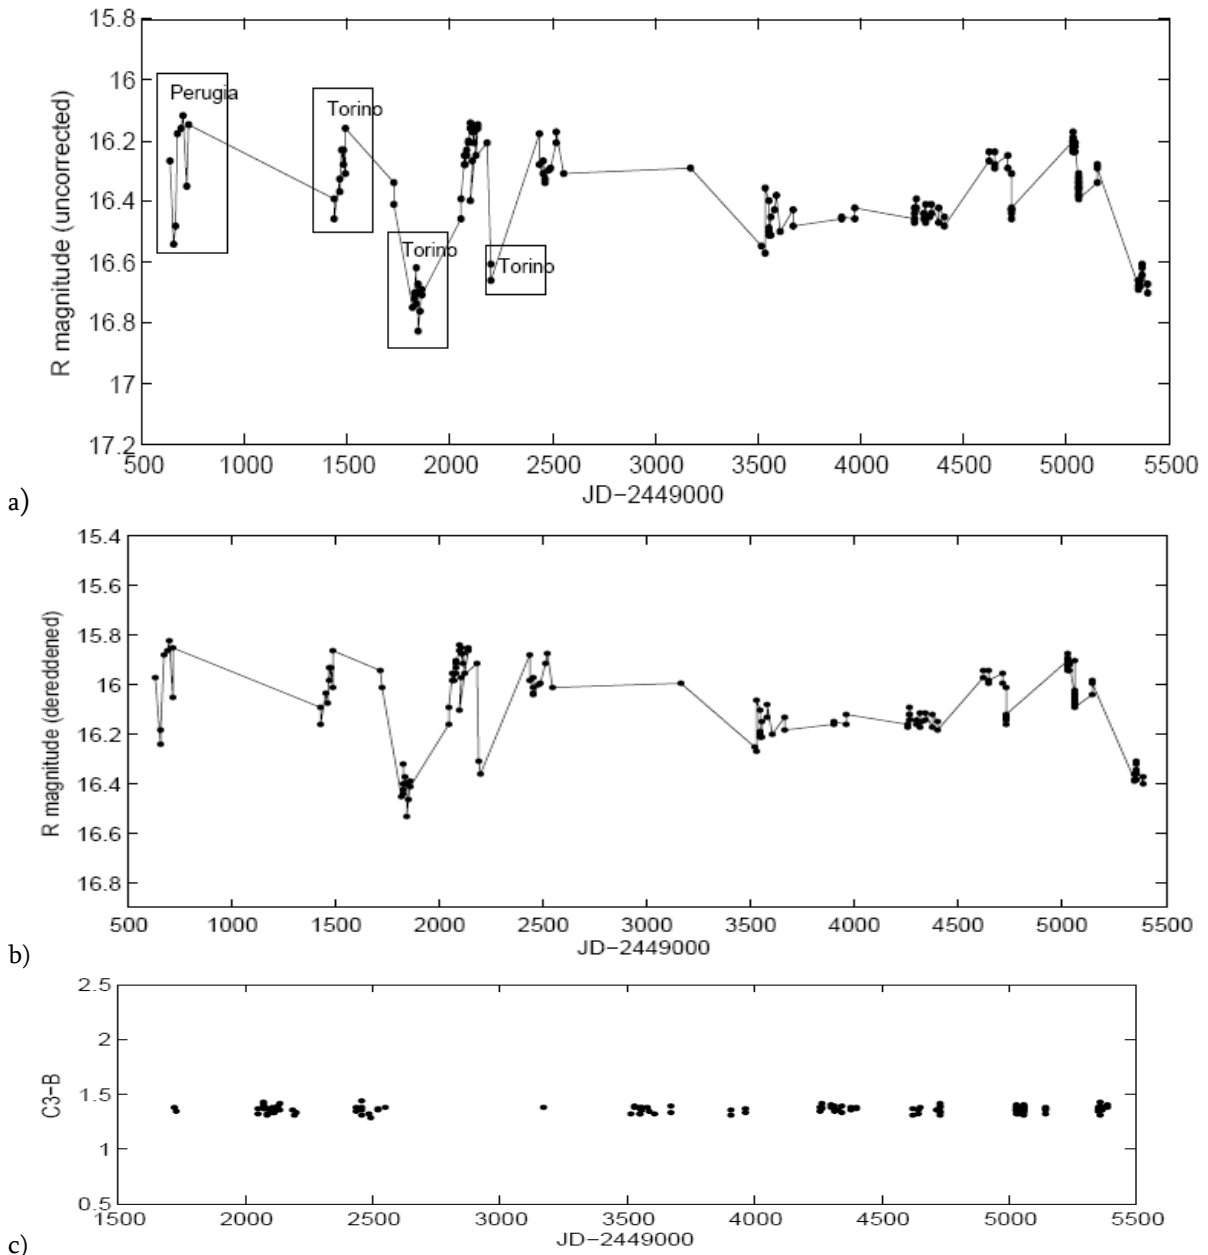 15.8
16
16.2
16.4
16.6
16.8
17
17.2
R magnitude (uncorrected)
Perugia
Torino
Torino
Torino
500 1000 1500 2000 2500 3000 3500 4000 4500 5000 5500
JD-2449000
a)
15.4
15.6
15.8
16
16.2
16.4
16.6
16.8
R magnitude (dereddened)
500 1000 1500 2000 2500 3000 3500 4000 4500 5000 5500
JD-2449000
b)
2.5
2
1.5
1
0.5
C3-B
1500 2000 2500 3000 3500 4000 4500 5000 5500
JD-2449000
c)